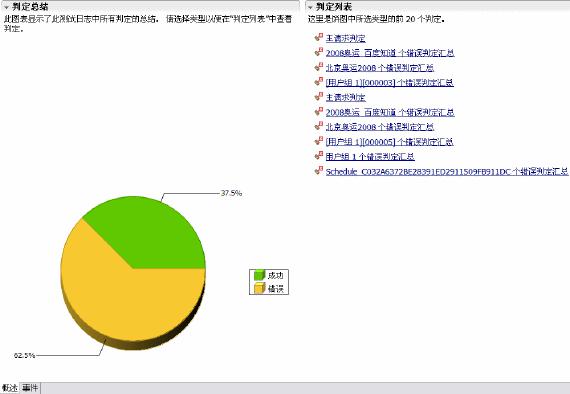 判定总结
此图表显示了此测试日志中所有判定的总结。 请选择类型以便在“判定列表”中查看
判定。
37.5%
62.5%
成功
错误
判定列表
这里是饼图中所选类型的前 20 个判定。
主请求判定
2008奥运_百度知道 个错误判定汇总
北京奥运2008 个错误判定汇总
[用户组 1][000003] 个错误判定汇总
主请求判定
2008奥运_百度知道 个错误判定汇总
北京奥运2008 个错误判定汇总
[用户组 1][000005] 个错误判定汇总
用户组 1 个错误判定汇总
Schedule_C032A6372BE28391ED2911509FB911DC 个错误判定汇总
概述 事件